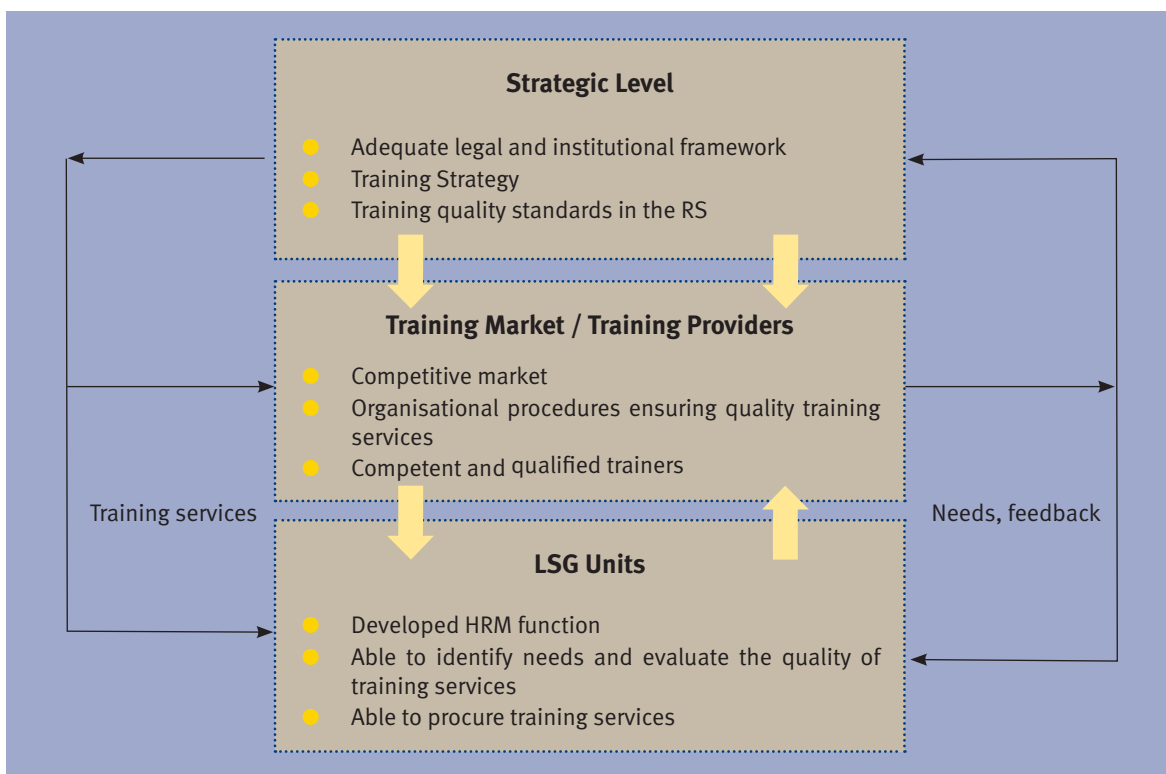 Strategic Level
Adequate legal and institutional framework
Training Strategy
Training quality standards in the RS
Training Market / Training Providers
Competitive market
Organisational procedures ensuring quality training
services
Competent and qualified trainers
Training services
Needs, feedback
LSG Units
Developed HRM function
Able to identify needs and evaluate the quality of
training services
Able to procure training services